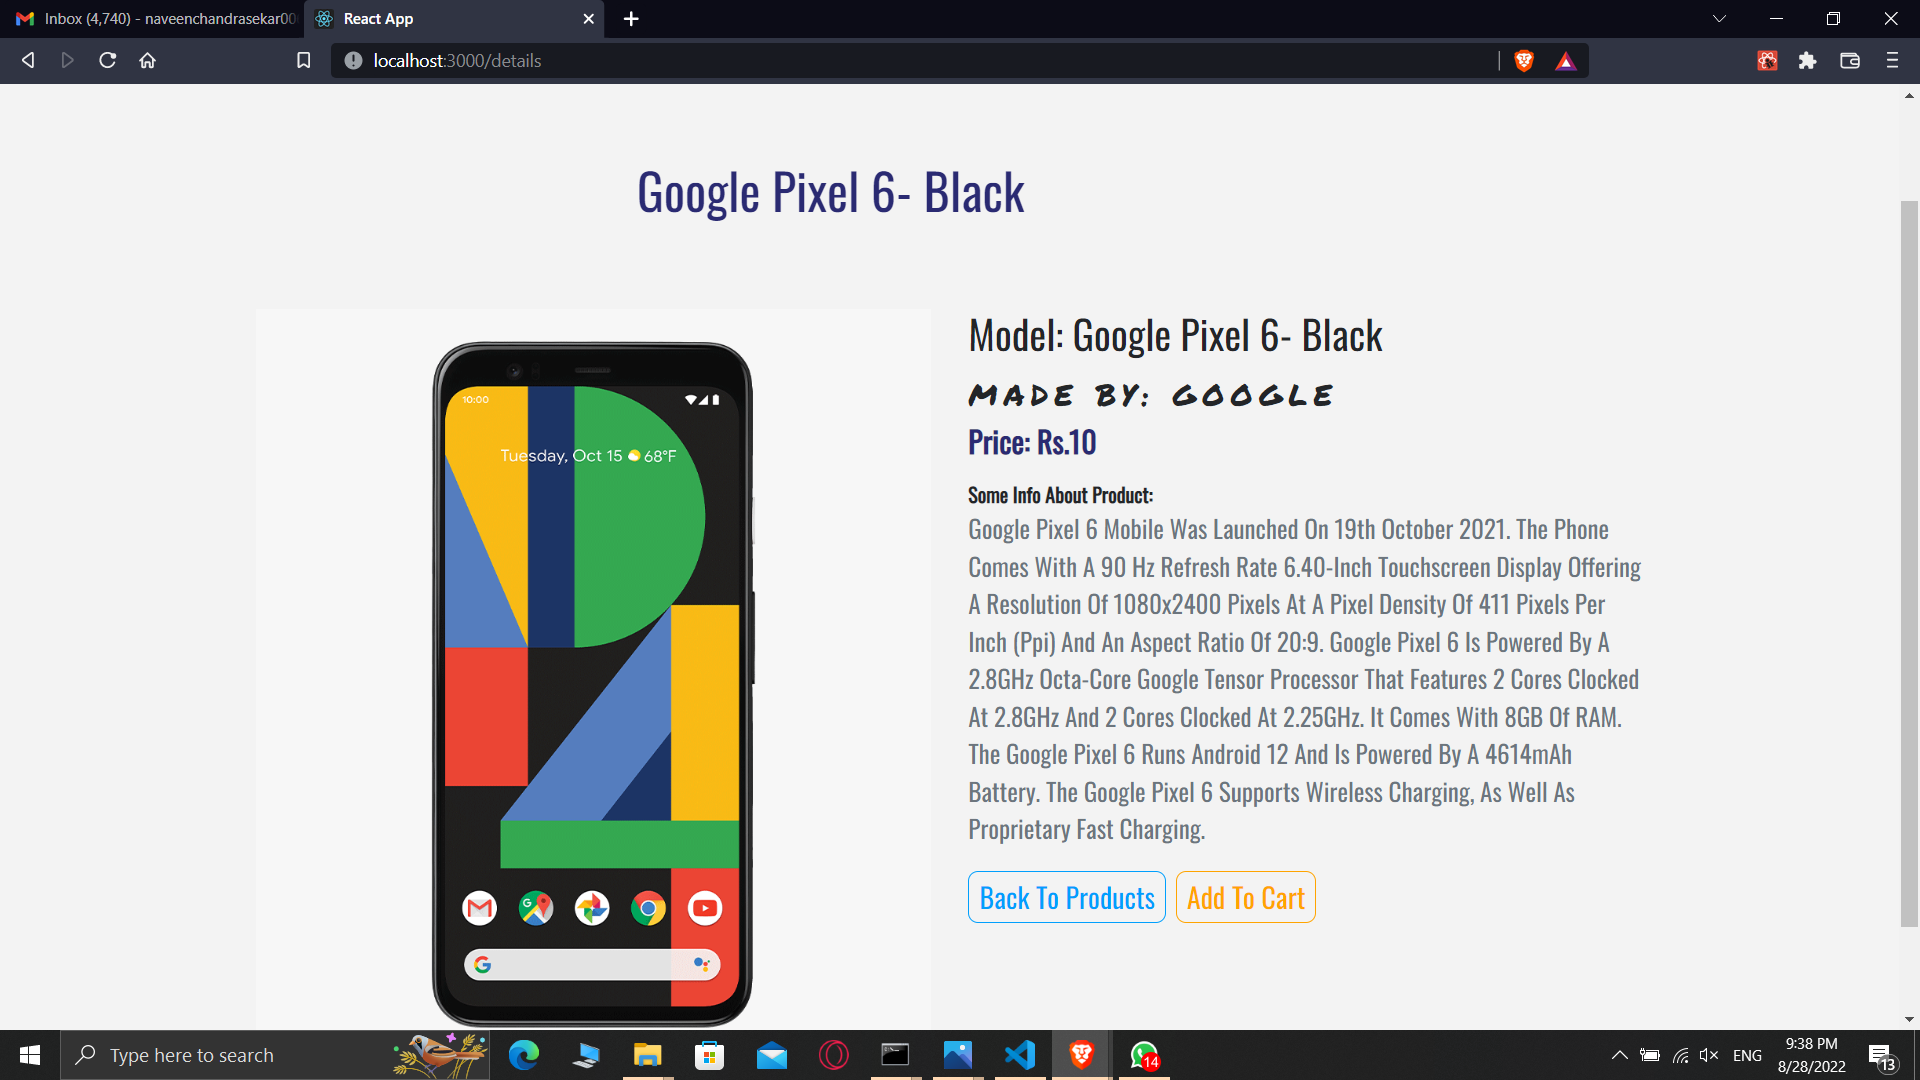 Inbox (4,740) - naveenchandrasekar00
React App
localhost:3000/details
Google Pixel 6- Black
10:00
Tuesday, Oct 15 68°F
Model: Google Pixel 6- Black
MADE BY: GOOGLE
Price: Rs.10
Some Info About Product:
Google Pixel 6 Mobile Was Launched On 19th October 2021. The Phone
Comes With A 90 Hz Refresh Rate 6.40-Inch Touchscreen Display Offering
A Resolution Of 1080x2400 Pixels At A Pixel Density Of 411 Pixels Per
Inch (Ppi) And An Aspect Ratio Of 20:9. Google Pixel 6 Is Powered By A
2.8GHz Octa-Core Google Tensor Processor That Features 2 Cores Clocked
At 2.8GHz And 2 Cores Clocked At 2.25GHz. It Comes With 8GB Of RAM.
The Google Pixel 6 Runs Android 12 And Is Powered By A 4614mAh
Battery. The Google Pixel 6 Supports Wireless Charging, As Well As
Proprietary Fast Charging.
Back To Products
Add To Cart
Type here to search
14
ENG
9:38 PM
8/28/2022
13